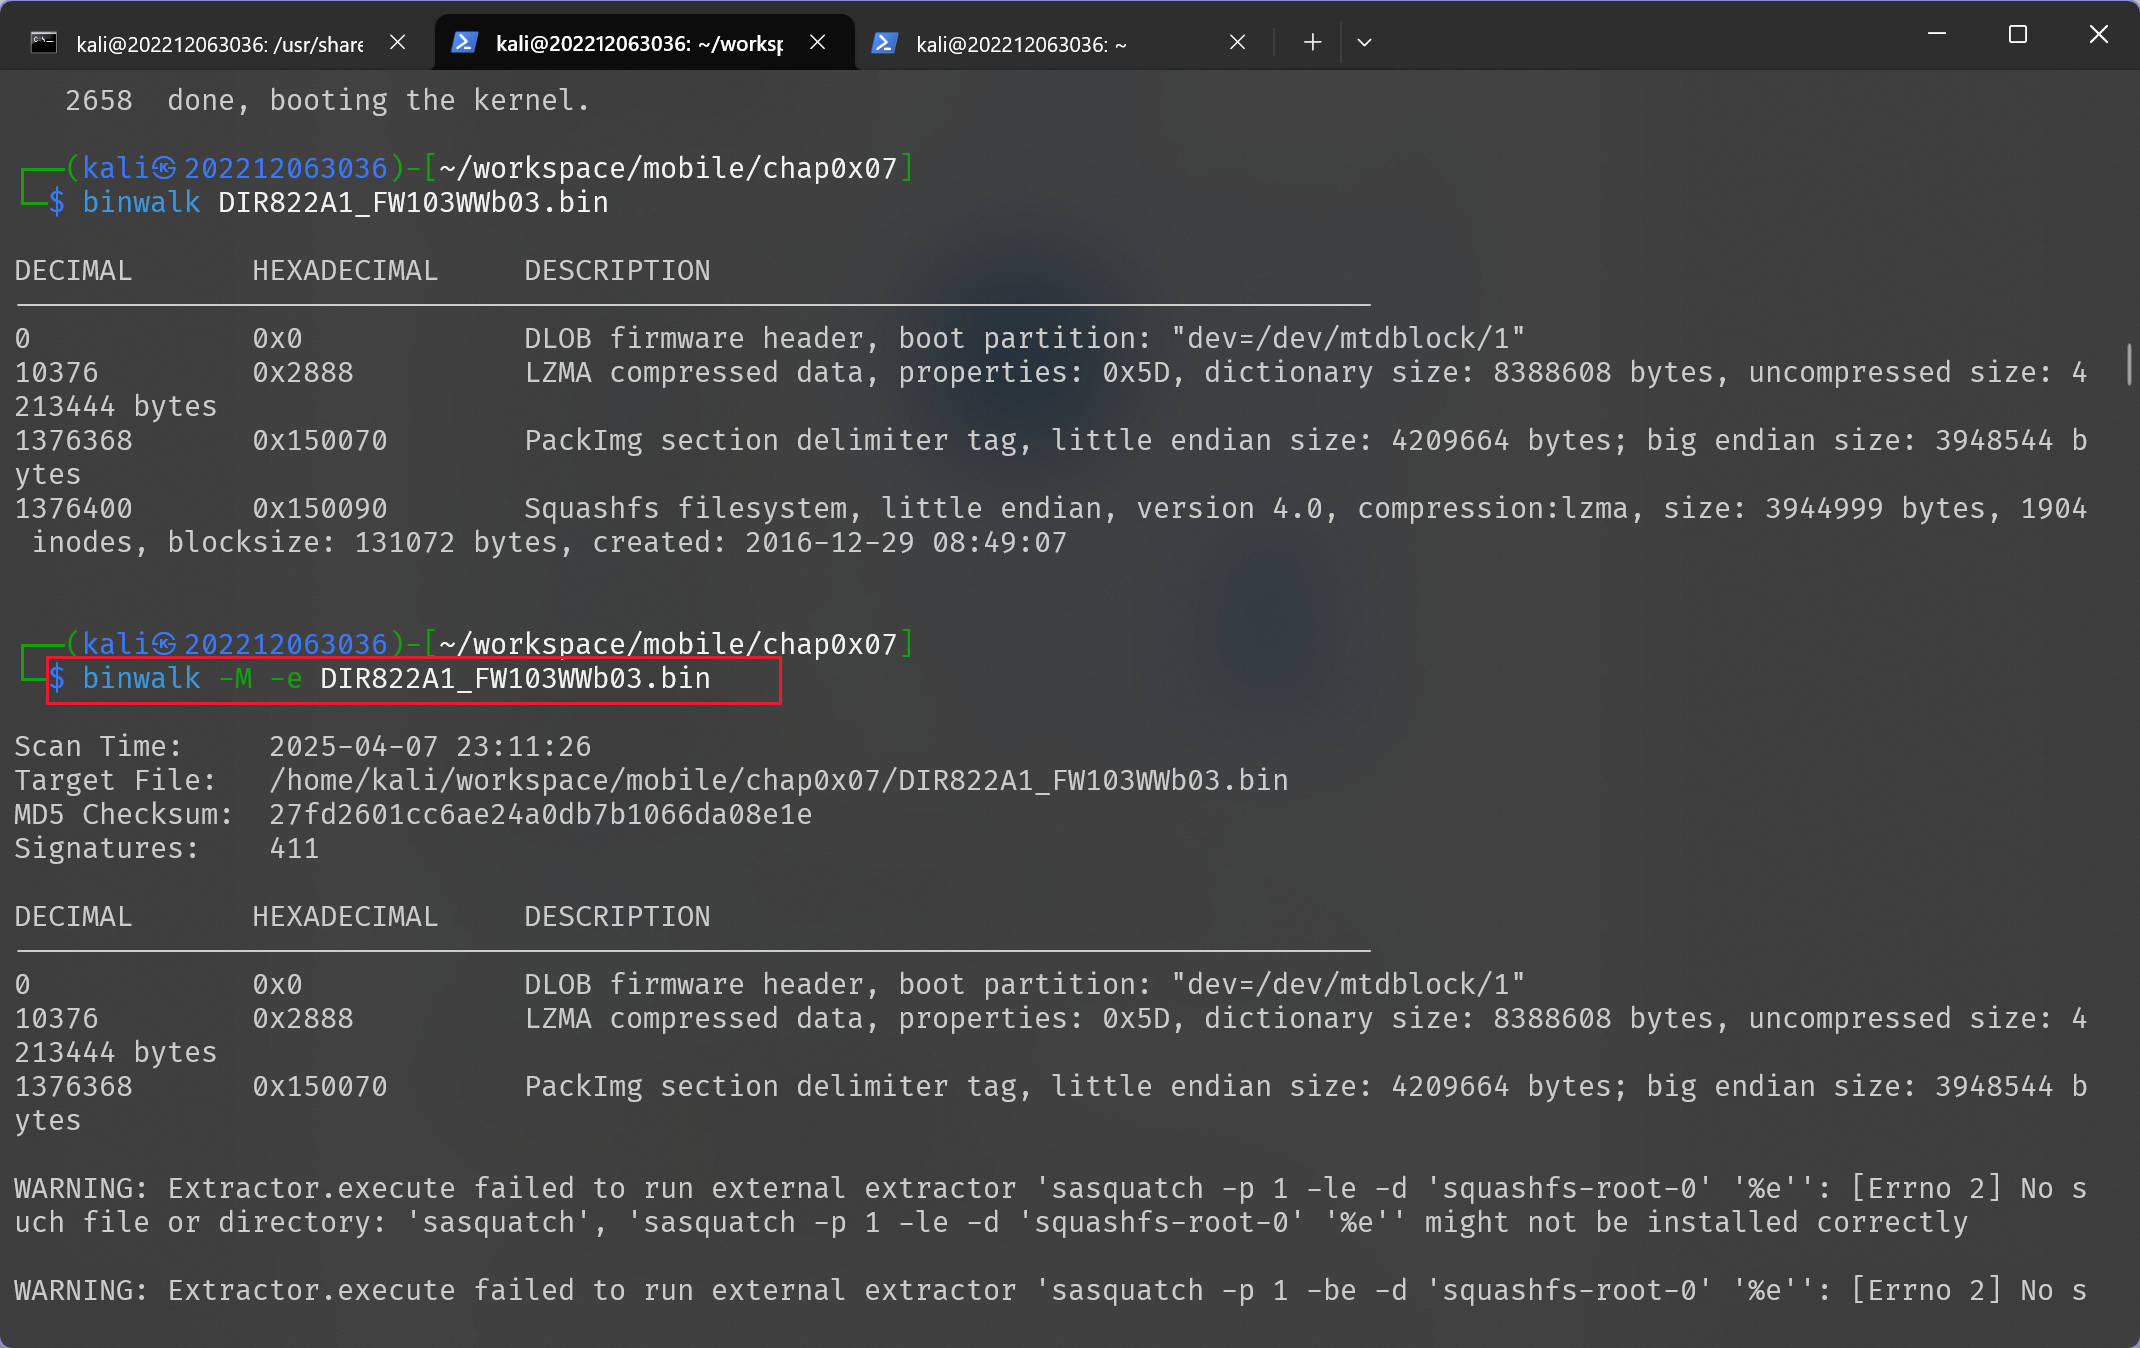 kali@202212063036: /usr/share
kali@202212063036: ~/worksp
kali@202212063036: ~
2658  done, booting the kernel.
(kali㉿202212063036)-[~/workspace/mobile/chap0x07]
$ binwalk DIR822A1_FW103WWb03.bin
DECIMAL       HEXADECIMAL     DESCRIPTION
0             0x0             DLOB firmware header, boot partition: "dev=/dev/mtdblock/1"
10376         0x2888          LZMA compressed data, properties: 0x5D, dictionary size: 8388608 bytes, uncompressed size: 4
213444 bytes
1376368       0x150070        PackImg section delimiter tag, little endian size: 4209664 bytes; big endian size: 3948544 b
ytes
1376400       0x150090        Squashfs filesystem, little endian, version 4.0, compression:lzma, size: 3944999 bytes, 1904
 inodes, blocksize: 131072 bytes, created: 2016-12-29 08:49:07
(kali㉿202212063036)-[~/workspace/mobile/chap0x07]
$ binwalk -M -e DIR822A1_FW103WWb03.bin
Scan Time:     2025-04-07 23:11:26
Target File:   /home/kali/workspace/mobile/chap0x07/DIR822A1_FW103WWb03.bin
MD5 Checksum:  27fd2601cc6ae24a0db7b1066da08e1e
Signatures:    411
DECIMAL       HEXADECIMAL     DESCRIPTION
0             0x0             DLOB firmware header, boot partition: "dev=/dev/mtdblock/1"
10376         0x2888          LZMA compressed data, properties: 0x5D, dictionary size: 8388608 bytes, uncompressed size: 4
213444 bytes
1376368       0x150070        PackImg section delimiter tag, little endian size: 4209664 bytes; big endian size: 3948544 b
ytes
WARNING: Extractor.execute failed to run external extractor 'sasquatch -p 1 -le -d 'squashfs-root-0' '%e'': [Errno 2] No s
uch file or directory: 'sasquatch', 'sasquatch -p 1 -le -d 'squashfs-root-0' '%e'' might not be installed correctly
WARNING: Extractor.execute failed to run external extractor 'sasquatch -p 1 -be -d 'squashfs-root-0' '%e'': [Errno 2] No s